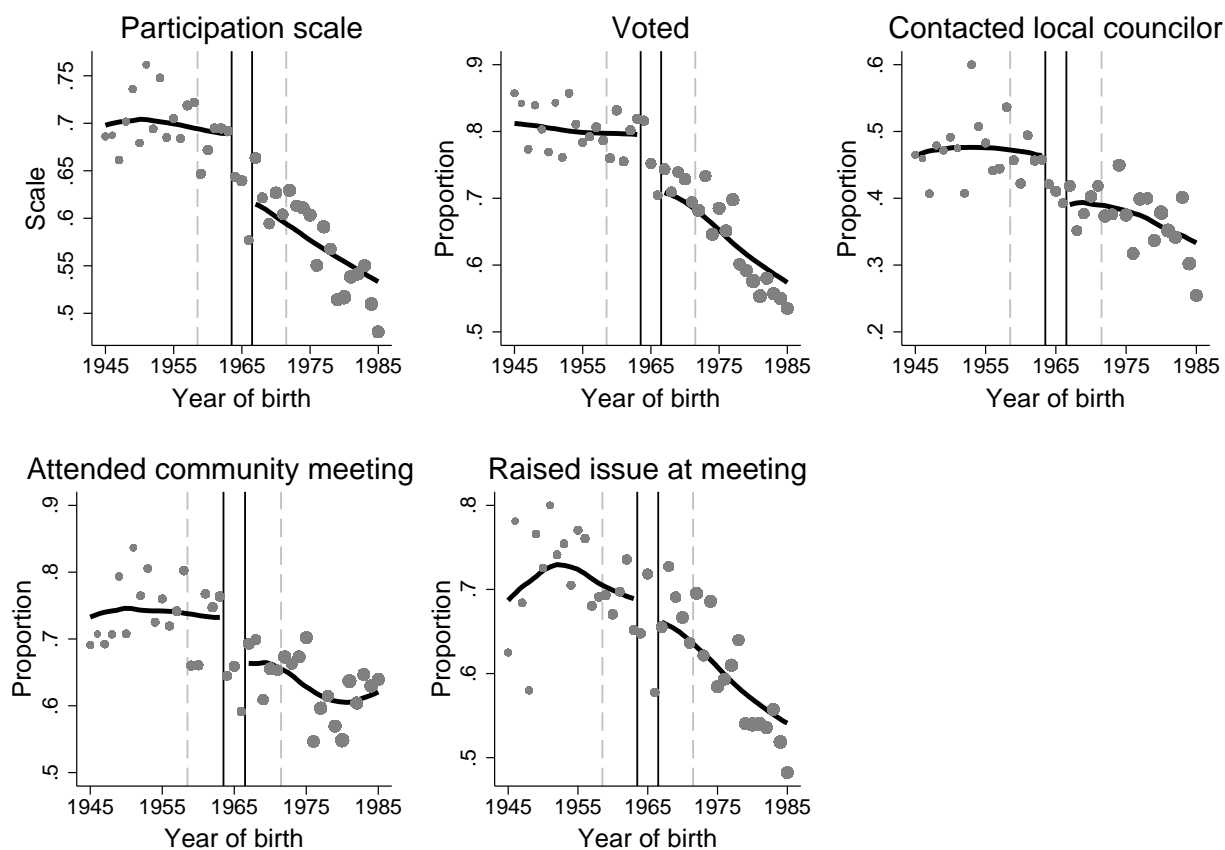 Participation scale
Scale
.75
.7
.65
.6
.55
.5
1945 1955 1965 1975 1985
Year of birth
Voted
Proportion
.9
.8
.7
.6
.5
1945 1955 1965 1975 1985
Year of birth
Contacted local councilor
Proportion
.6
.5
.4
.3
.2
1945 1955 1965 1975 1985
Year of birth
Attended community meeting
Proportion
.9
.8
.7
.6
.5
1945 1955 1965 1975 1985
Year of birth
Raised issue at meeting
Proportion
.8
.7
.6
.5
1945 1955 1965 1975 1985
Year of birth